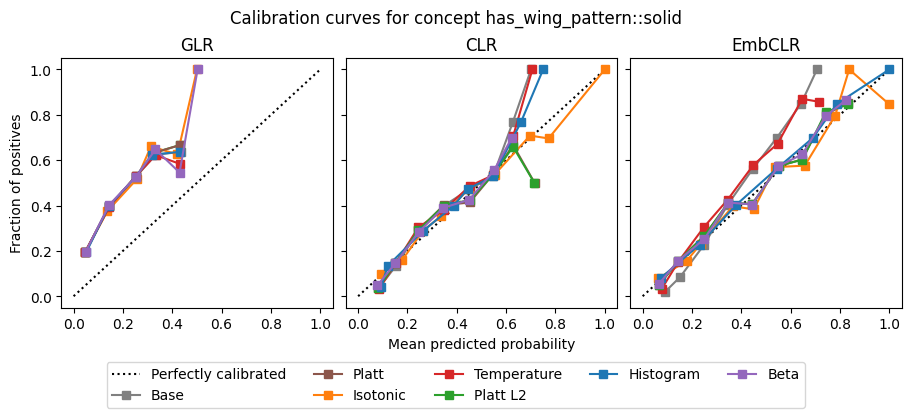 Calibration curves for concept has_wing_pattern::solid
GLR
CLR
EmbCLR
Fraction of positives
1.0
0.8
0.6
0.4
0.2
0.0
0.0 0.2 0.4 0.6 0.8 1.0
0.0 0.2 0.4 0.6 0.8 1.0
0.0 0.2 0.4 0.6 0.8 1.0
Mean predicted probability
Perfectly calibrated
Base
Platt
Isotonic
Temperature
Platt L2
Histogram
Beta